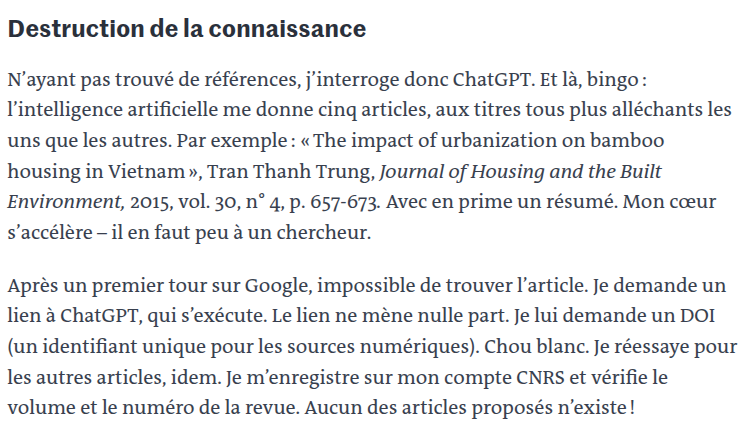 Destruction de la connaissance
N’ayant pas trouvé de références, j’interroge donc ChatGPT. Et là, bingo :
l’intelligence artificielle me donne cinq articles, aux titres tous plus alléchants les
uns que les autres. Par exemple : « The impact of urbanization on bamboo
housing in Vietnam », Tran Thanh Trung, Journal of Housing and the Built
Environment, 2015, vol. 30, n° 4, p. 657-673. Avec en prime un résumé. Mon cœur
s’accélère – il en faut peu à un chercheur.
Après un premier tour sur Google, impossible de trouver l’article. Je demande un
lien à ChatGPT, qui s’exécute. Le lien ne mène nulle part. Je lui demande un DOI
(un identifiant unique pour les sources numériques). Chou blanc. Je réessaye pour
les autres articles, idem. Je m’enregistre sur mon compte CNRS et vérifie le
volume et le numéro de la revue. Aucun des articles proposés n’existe !